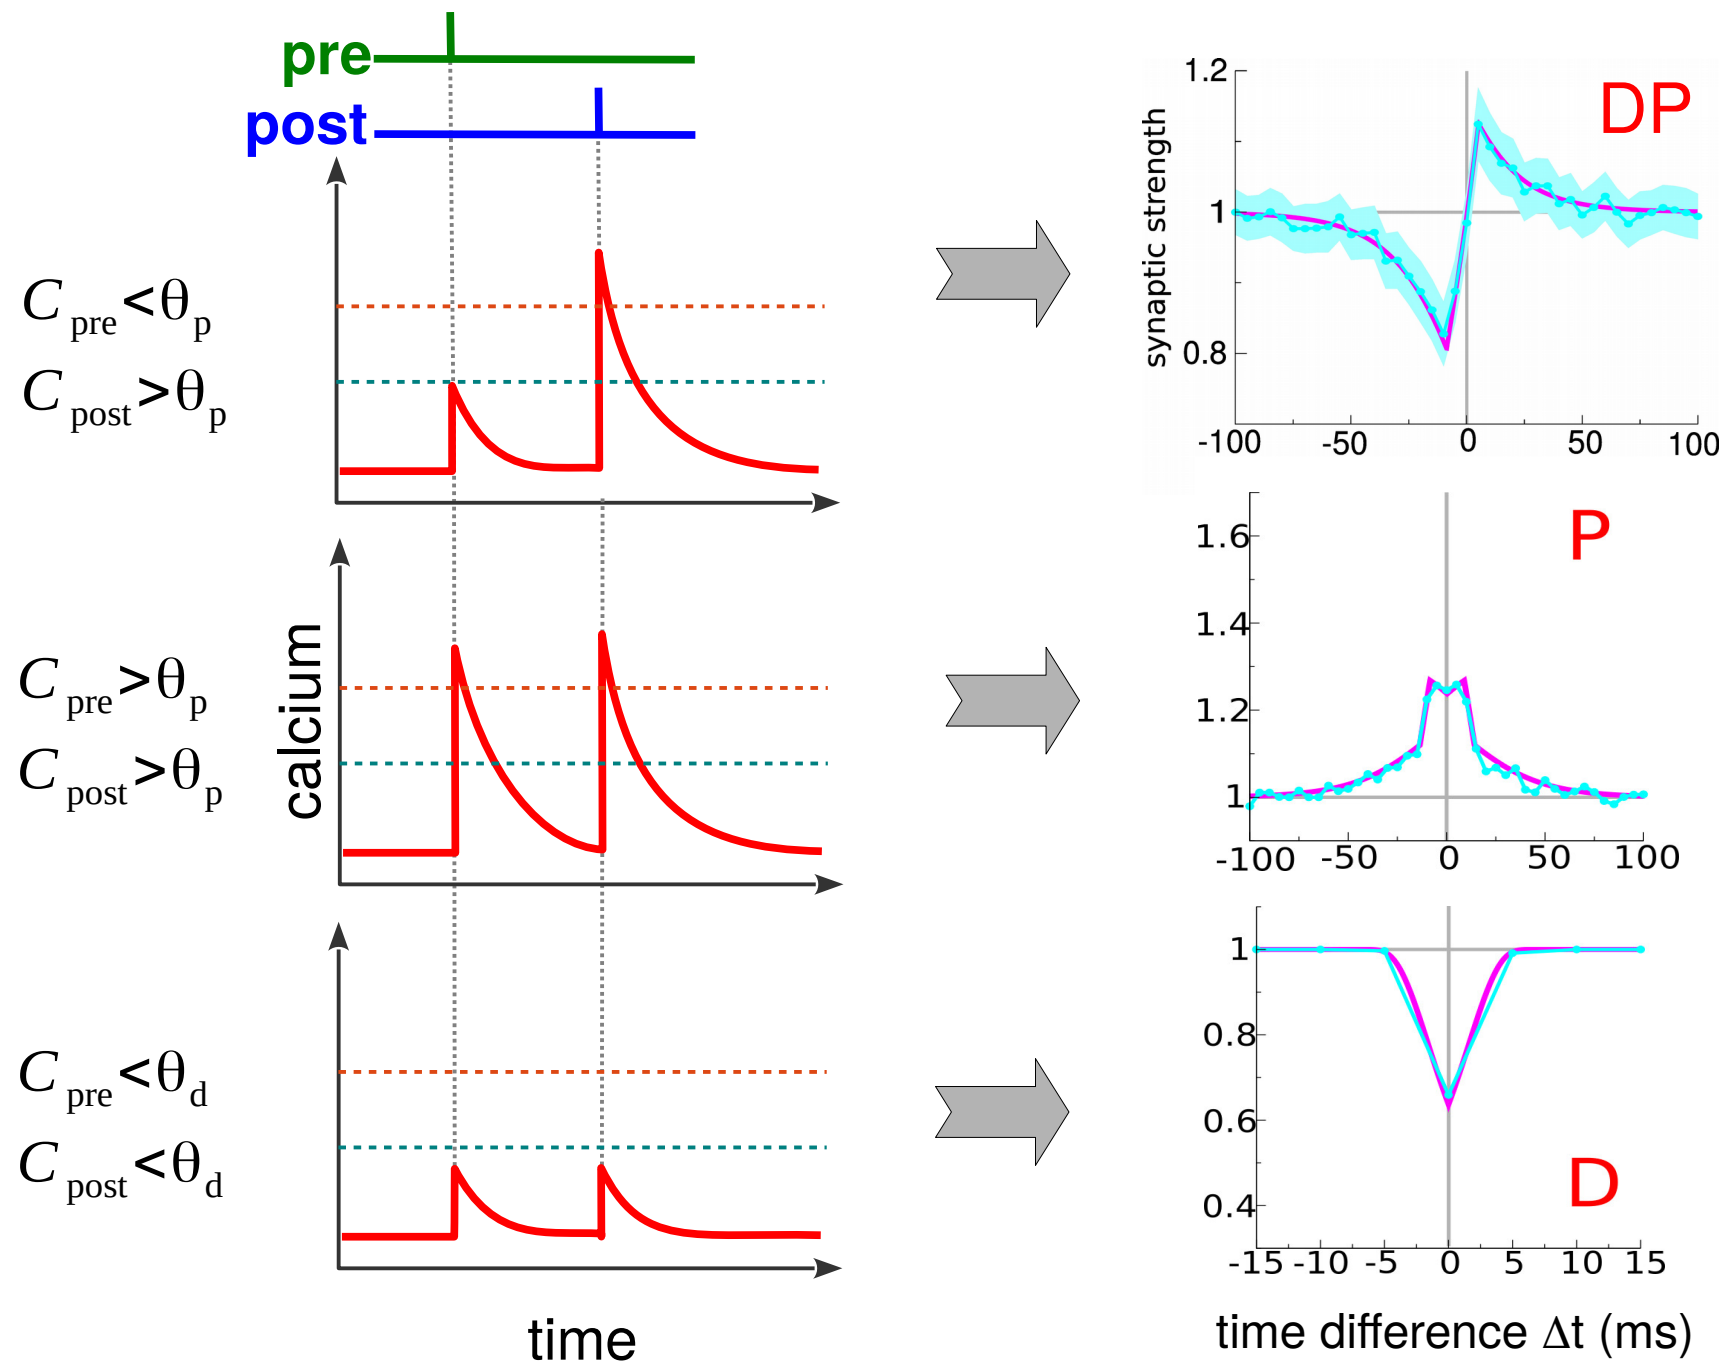 pre
post
C pre < θ p
C post > θ p
1.2
1
0.8
synaptic strength
DP
-100 -50 0 50 100
C pre > θ p
C post > θ p
calcium
1.6
1.4
1.2
1
P
-100 -50 0 50 100
C pre < θ d
C post < θ d
1
0.8
0.6
0.4
D
-15 -10 -5 0 5 10 15
time
time difference Δt (ms)